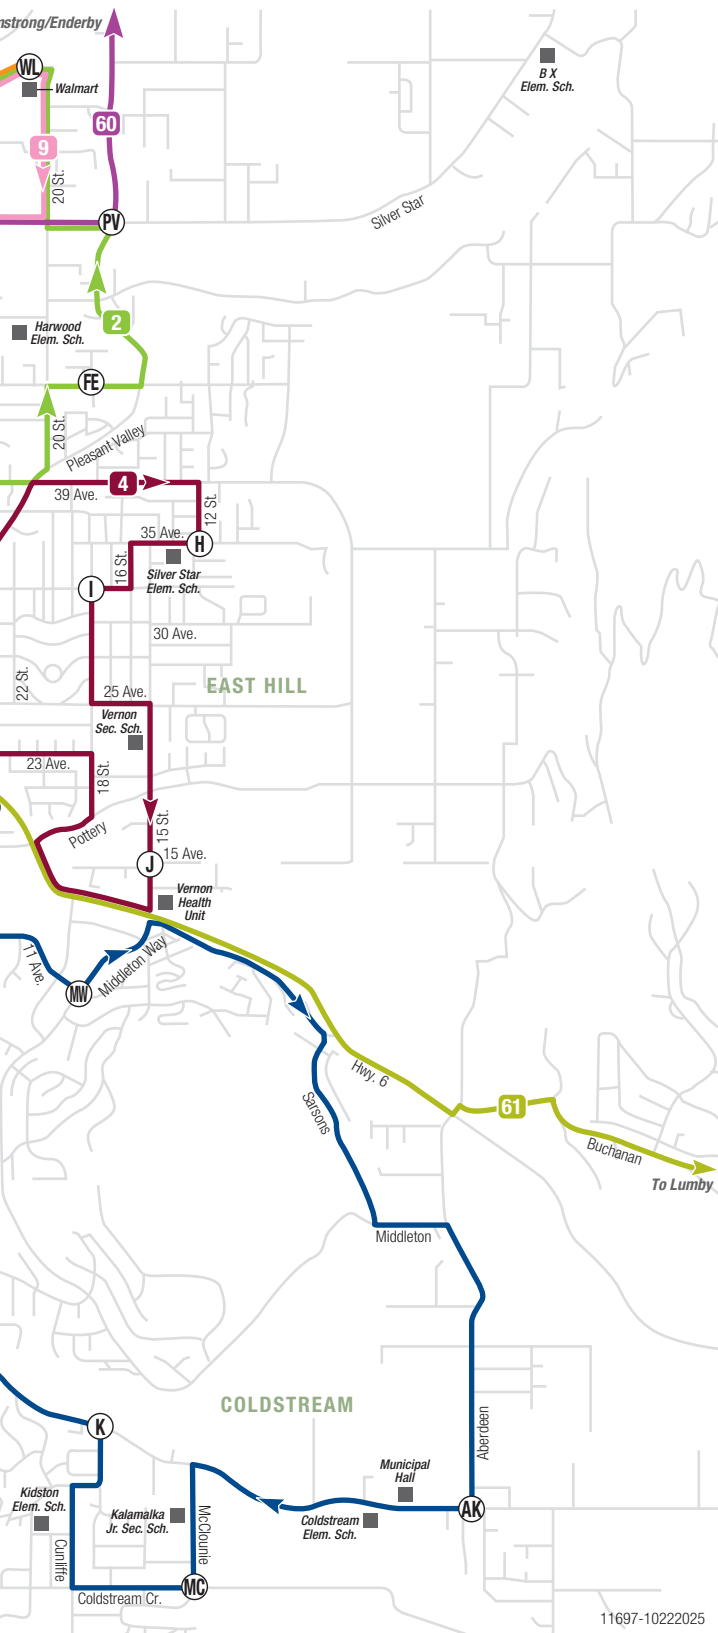 mstrong/Enderby
WL
Walmart
B X
Elem. Sch.
60
9
20 St.
PV
Silver Star
2
Harwood
Elem. Sch.
FE
20 St.
Pleasant Valley
4
39 Ave.
12 St.
35 Ave.
H
16 St.
Silver Star
Elem. Sch.
I
30 Ave.
22 St.
EAST HILL
25 Ave.
Vernon
Sec. Sch.
23 Ave.
18 St.
Pottery
15 St.
15 Ave.
J
Vernon
Health
Unit
11 Ave.
MW
Middleton Way
Hwy. 6
Sarsons
61
Buchanan
To Lumby
Middleton
COLDSTREAM
K
Aberdeen
Municipal
Hall
Kidston
Elem. Sch.
Kalamalka
Jr. Sec. Sch.
McClounie
Coldstream
Elem. Sch.
AK
Cunliffe
MC
Coldstream Cr.
11697-10222025